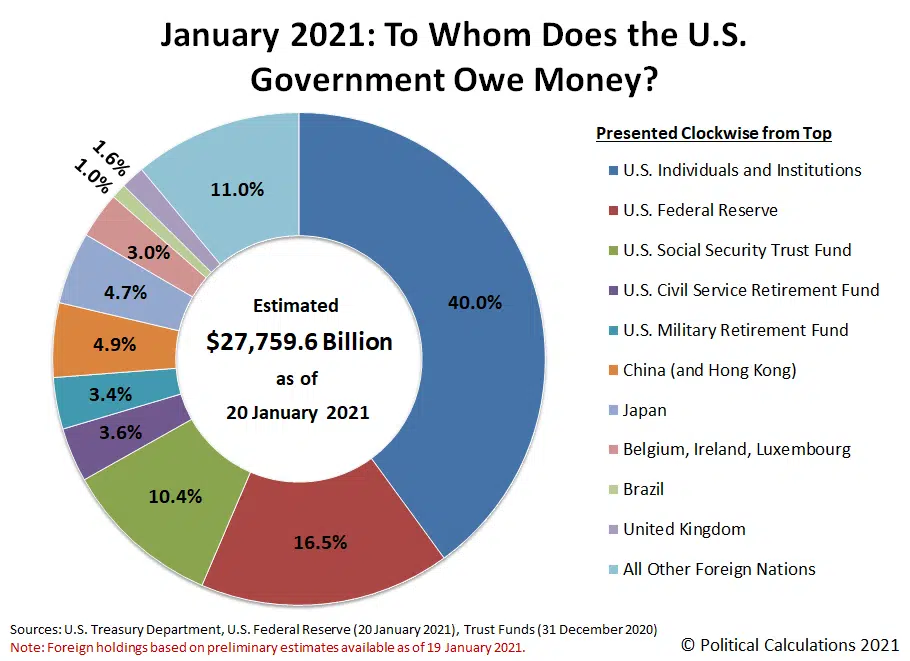 January 2021: To Whom Does the U.S.
Government Owe Money?
Presented Clockwise from Top
U.S. Individuals and Institutions
U.S. Federal Reserve
U.S. Social Security Trust Fund
U.S. Civil Service Retirement Fund
U.S. Military Retirement Fund
China (and Hong Kong)
Japan
Belgium, Ireland, Luxembourg
Brazil
United Kingdom
All Other Foreign Nations
40.0%
16.5%
10.4%
3.6%
3.4%
4.9%
4.7%
3.0%
1.0%
1.6%
11.0%
Estimated
$27,759.6 Billion
as of
20 January 2021
Sources: U.S. Treasury Department, U.S. Federal Reserve (20 January 2021), Trust Funds (31 December 2020)
Note: Foreign holdings based on preliminary estimates available as of 19 January 2021.
© Political Calculations 2021